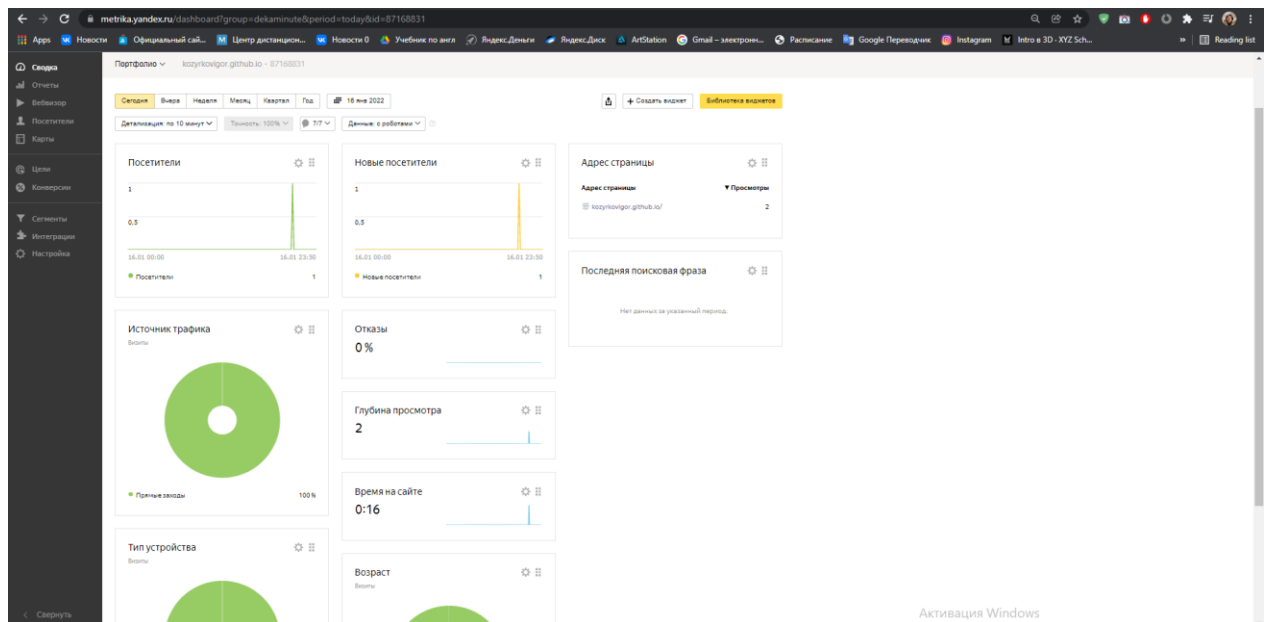 metrika.yandex.ru/dashboard?group=dekaminute&period=today&id=87168831
Apps Новости Официальный сай... Центр дистанцион... Новости 0 Учебник по англ Яндекс.Деньги Яндекс.Диск ArtStation Gmail – электронн... Расписание Google Переводчик Instagram Intro в 3D - XYZ Sch... » Reading list
Сводка
Отчеты
Вебвизор
Посетители
Карты
Цели
Конверсии
Сегменты
Интеграции
Настройка
Свернуть
Портфолио kozyrkovigor.github.io - 87168831
Сегодня Вчера Неделя Месяц Квартал Год 16 янв 2022
+ Создать виджет Библиотека виджетов
Детализация: по 10 минут Точность: 100% 7/7 Данные: с роботами
Посетители
1
0,5
16.01 00:00 16.01 23:50
Посетители 1
Источник трафика
Визиты
Прямые заходы 100%
Тип устройства
Визиты
Новые посетители
1
0,5
16.01 00:00 16.01 23:50
Новые посетители 1
Отказы
0 %
Глубина просмотра
2
Время на сайте
0:16
Возраст
Визиты
Адрес страницы
Адрес страницы ▼ Просмотры
kozyrkovigor.github.io/ 2
Последняя поисковая фраза
Нет данных за указанный период.
Активация Windows